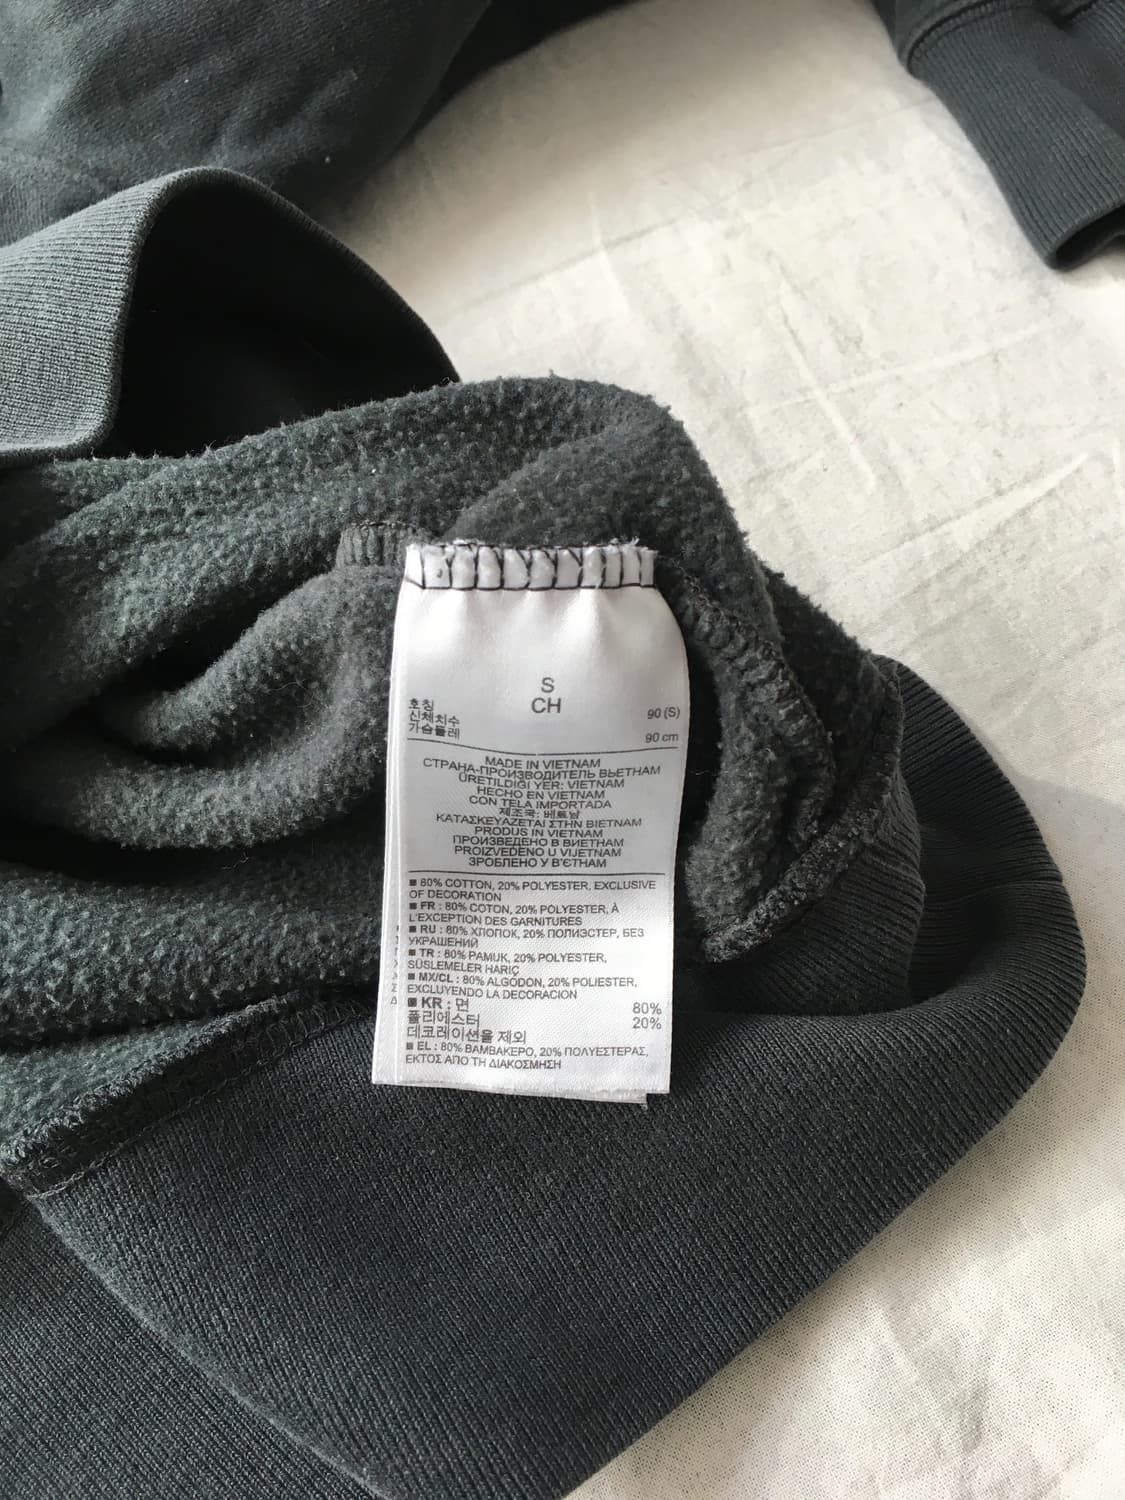 S
CH
호칭 90 (S)
신체치수
가슴둘레 90 cm
MADE IN VIETNAM
СТРАНА-ПРОИЗВОДИТЕЛЬ ВЬЕТНАМ
ÜRETİLDİĞİ YER: VIETNAM
HECHO EN VIETNAM
CON TELA IMPORTADA
제조국: 베트남
ΚΑΤΑΣΚΕΥΑΖΕΤΑΙ ΣΤΗΝ ΒΙΕΤΝΑΜ
PRODUS IN VIETNAM
ПРОИЗВЕДЕНО В ВИЕТНАМ
PROIZVEDENO U VIJETNAM
ЗРОБЛЕНО У В'ЄТНАМ
■ 80% COTTON, 20% POLYESTER, EXCLUSIVE
OF DECORATION
■ FR : 80% COTON, 20% POLYESTER, À
L'EXCEPTION DES GARNITURES
■ RU : 80% ХЛОПОК, 20% ПОЛИЭСТЕР, БЕЗ
УКРАШЕНИЙ
■ TR : 80% PAMUK, 20% POLYESTER,
SÜSLEMELER HARİÇ
■ MX/CL : 80% ALGODÓN, 20% POLIESTER,
EXCLUYENDO LA DECORACION
■ KR : 면 80%
폴리에스터 20%
데코레이션을 제외
■ EL : 80% ΒΑΜΒΑΚΕΡΟ, 20% ΠΟΛΥΕΣΤΕΡΑΣ,
ΕΚΤΟΣ ΑΠΟ ΤΗ ΔΙΑΚΟΣΜΗΣΗ